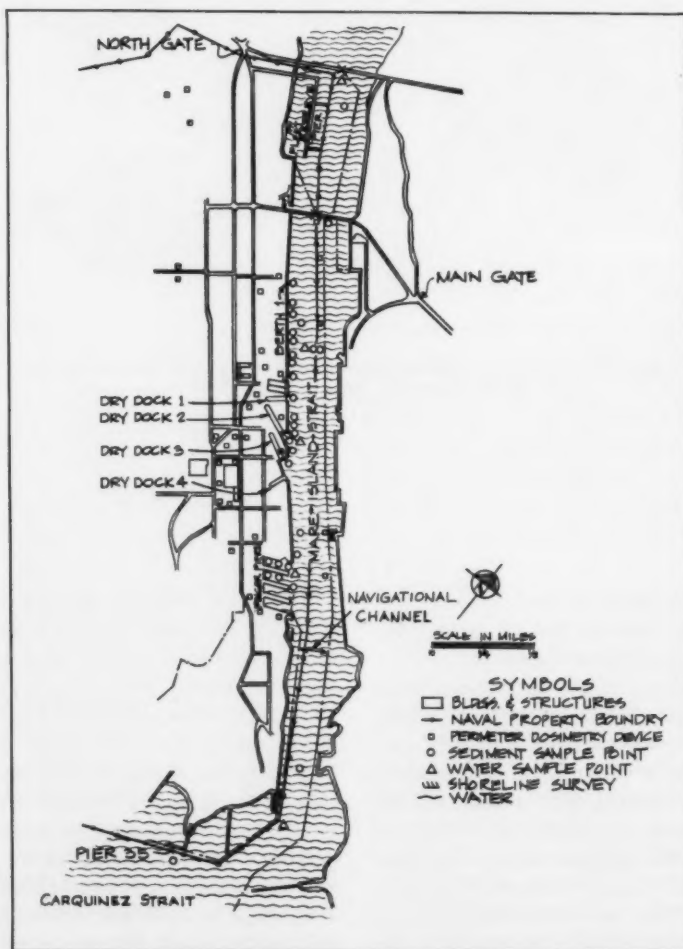 NORTH GATE
PIER
MAIN GATE
BERTH 1
DRY DOCK 1
DRY DOCK 2
DRY DOCK 3
DRY DOCK 4
MARE ISLAND STRAIT
NAVIGATIONAL
CHANNEL
SCALE IN MILES
SYMBOLS
BLDGS. & STRUCTURES
NAVAL PROPERTY BOUNDRY
PERIMETER DOSIMETRY DEVICE
SEDIMENT SAMPLE POINT
WATER SAMPLE POINT
SHORELINE SURVEY
WATER
PIER 35
CARQUINEZ STRAIT